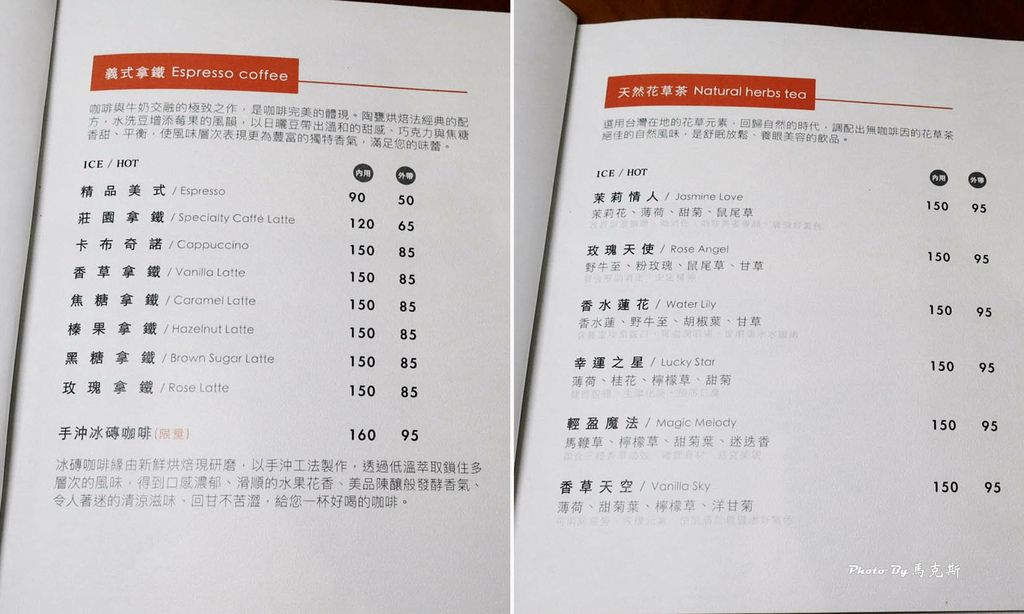 義式拿鐵 Espresso coffee
咖啡與牛奶交融的極致之作，是咖啡完美的體現。陶甕烘焙法經典的配
方，水洗豆增添莓果的風韻，以日曬豆帶出溫和的甜感、巧克力與焦糖
香甜、平衡，使風味層次表現更為豐富的獨特香氣，滿足您的味蕾。
ICE / HOT 內用 外帶
精品美式 / Espresso 90 50
莊園拿鐵 / Specialty Caffé Latte 120 65
卡布奇諾 / Cappuccino 150 85
香草拿鐵 / Vanilla Latte 150 85
焦糖拿鐵 / Caramel Latte 150 85
榛果拿鐵 / Hazelnut Latte 150 85
黑糖拿鐵 / Brown Sugar Latte 150 85
玫瑰拿鐵 / Rose Latte 150 85
手沖冰磚咖啡(限量) 160 95
冰磚咖啡緣由新鮮烘焙現研磨，以手沖工法製作，透過低溫萃取鎖住多
層次的風味，得到口感濃郁、滑順的水果花香、美品陳釀般發酵香氣、
令人著迷的清涼滋味、回甘不苦澀，給您一杯好喝的咖啡。
天然花草茶 Natural herbs tea
選用台灣在地的花草元素，回歸自然的時代，調配出無咖啡因的花草茶
絕佳的自然風味，是舒眠放鬆、養眼美容的飲品。
ICE / HOT 內用 外帶
茉莉情人 / Jasmine Love 150 95
茉莉花、薄荷、甜菊、鼠尾草
玫瑰天使 / Rose Angel 150 95
野牛至、粉玫瑰、鼠尾草、甘草
香水蓮花 / Water Lily 150 95
香水蓮、野牛至、胡椒葉、甘草
幸運之星 / Lucky Star 150 95
薄荷、桂花、檸檬草、甜菊
輕盈魔法 / Magic Melody 150 95
馬鞭草、檸檬草、甜菊葉、迷迭香
香草天空 / Vanilla Sky 150 95
薄荷、甜菊葉、檸檬草、洋甘菊
Photo By 馬克斯